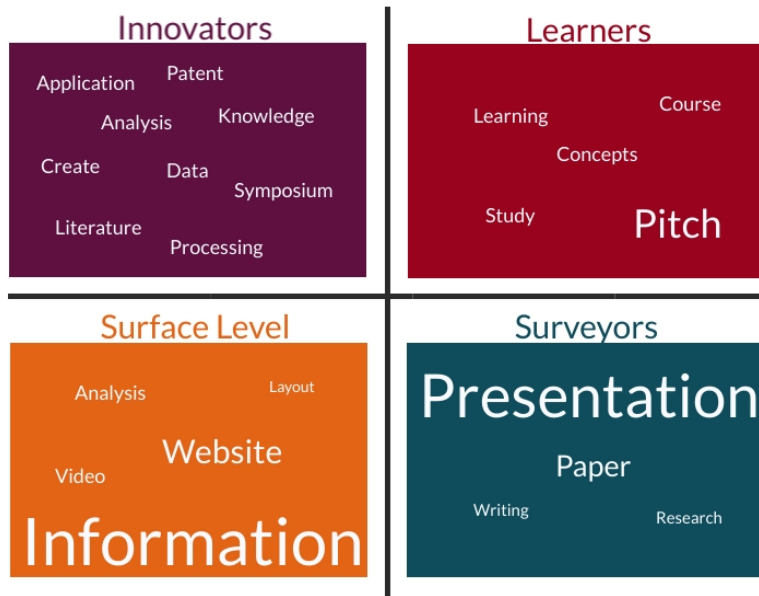 Innovators
Application
Patent
Analysis
Knowledge
Create
Data
Symposium
Literature
Processing
Learners
Course
Learning
Concepts
Study
Pitch
Surface Level
Analysis
Layout
Website
Video
Information
Surveyors
Presentation
Paper
Writing
Research